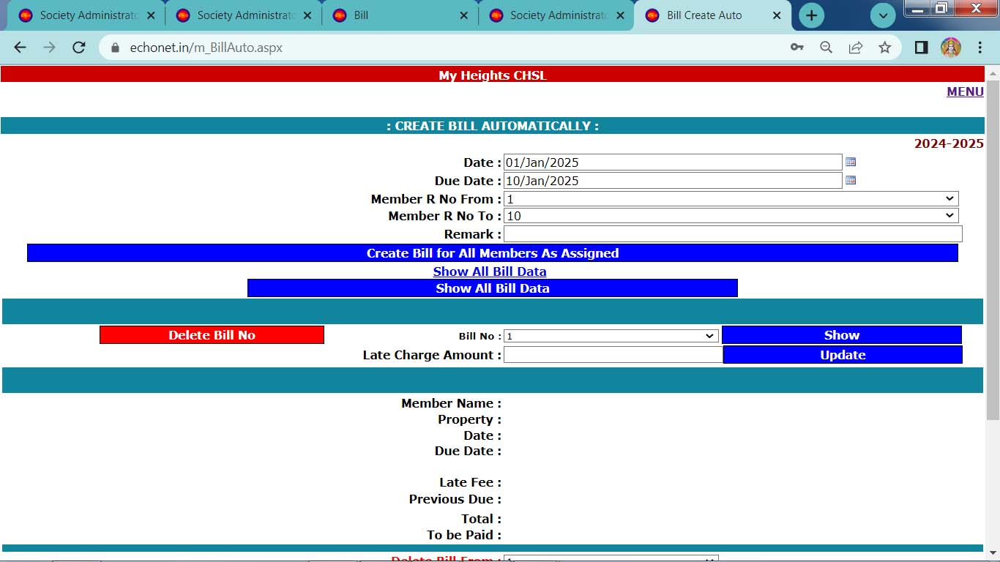 Society Administrato
Society Administrato
Bill
Society Administrato
Bill Create Auto
echonet.in/m_BillAuto.aspx
My Heights CHSL
MENU
: CREATE BILL AUTOMATICALLY :
2024-2025
Date : 01/Jan/2025
Due Date : 10/Jan/2025
Member R No From : 1
Member R No To : 10
Remark :
Create Bill for All Members As Assigned
Show All Bill Data
Show All Bill Data
Delete Bill No Bill No : 1 Show
Late Charge Amount : Update
Member Name :
Property :
Date :
Due Date :
Late Fee :
Previous Due :
Total :
To be Paid :
Delete Bill From : 1